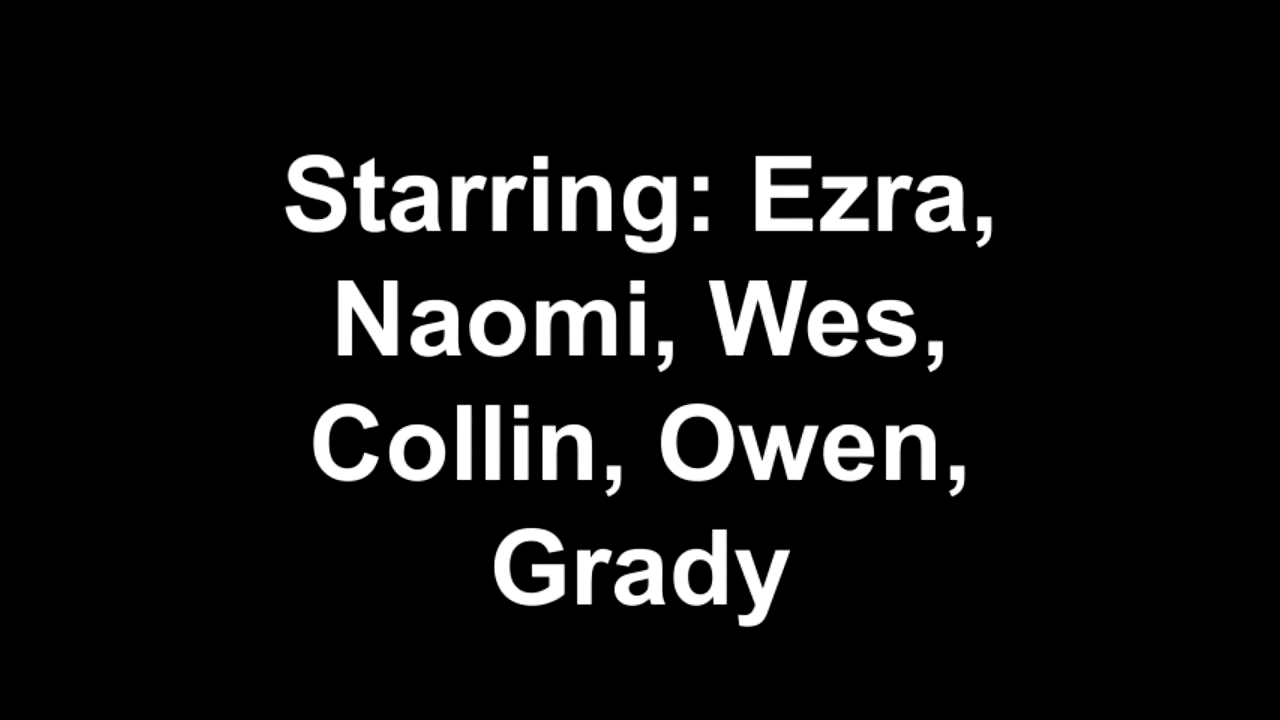 Starring: Ezra,
Naomi, Wes,
Collin, Owen,
Grady